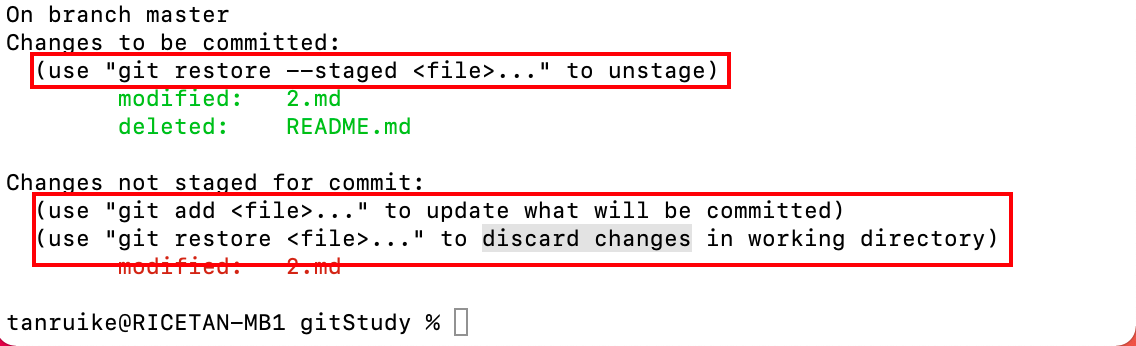 On branch master
Changes to be committed:
  (use "git restore --staged <file>..." to unstage)
        modified:   2.md
        deleted:    README.md

Changes not staged for commit:
  (use "git add <file>..." to update what will be committed)
  (use "git restore <file>..." to discard changes in working directory)
        modified:   2.md

tanruike@RICETAN-MB1 gitStudy %